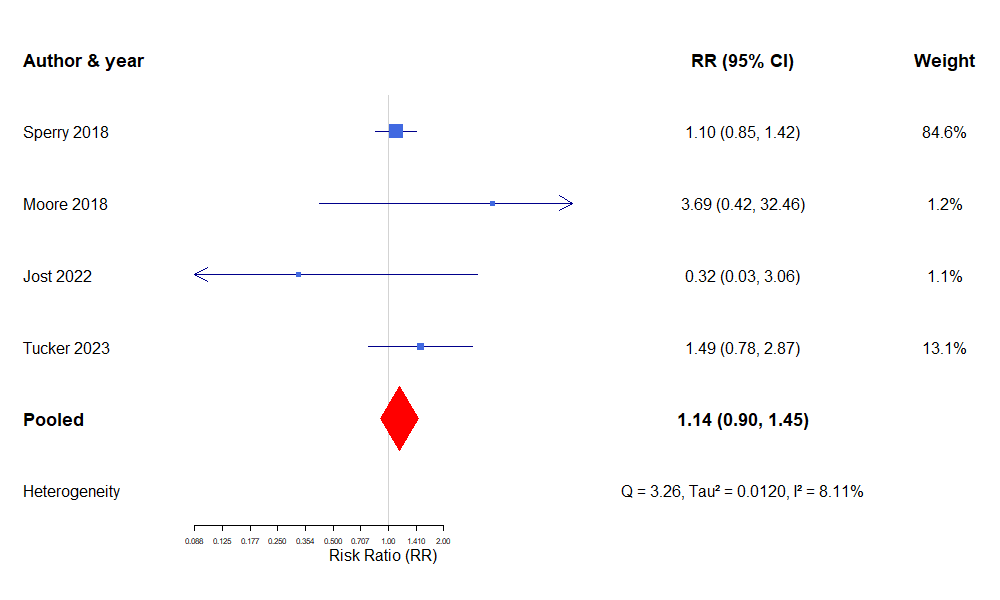 Author & year RR (95% CI) Weight
Sperry 2018 1.10 (0.85, 1.42) 84.6%
Moore 2018 3.69 (0.42, 32.46) 1.2%
Jost 2022 0.32 (0.03, 3.06) 1.1%
Tucker 2023 1.49 (0.78, 2.87) 13.1%
Pooled 1.14 (0.90, 1.45)
Heterogeneity Q = 3.26, Tau² = 0.0120, I² = 8.11%
0.088 0.125 0.177 0.250 0.354 0.500 0.707 1.00 1.410 2.00
Risk Ratio (RR)